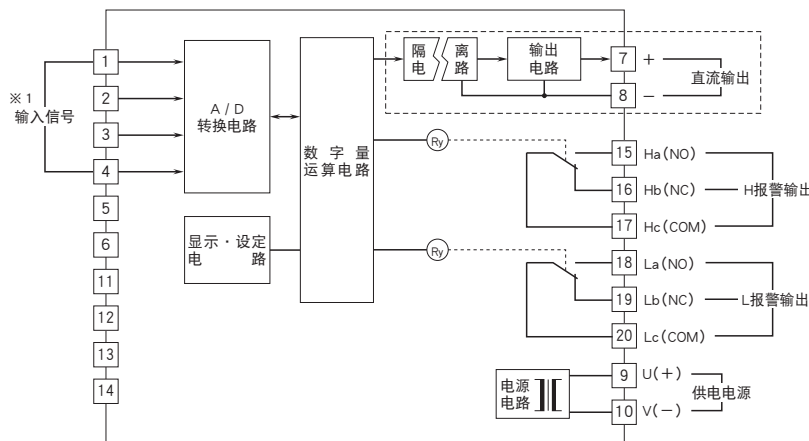 ※1
输入信号
1
2
3
4
5
6
11
12
13
14
A / D
转换电路
显示・设定
电 路
数 字 量
运算电路
隔 离
电 路
输出
电路
7 +
8 −
直流输出
Ry
15 Ha(NO)
16 Hb(NC)
17 Hc(COM)
H报警输出
Ry
18 La(NO)
19 Lb(NC)
20 Lc(COM)
L报警输出
电源
电路
9 U(+)
10 V(−)
供电电源